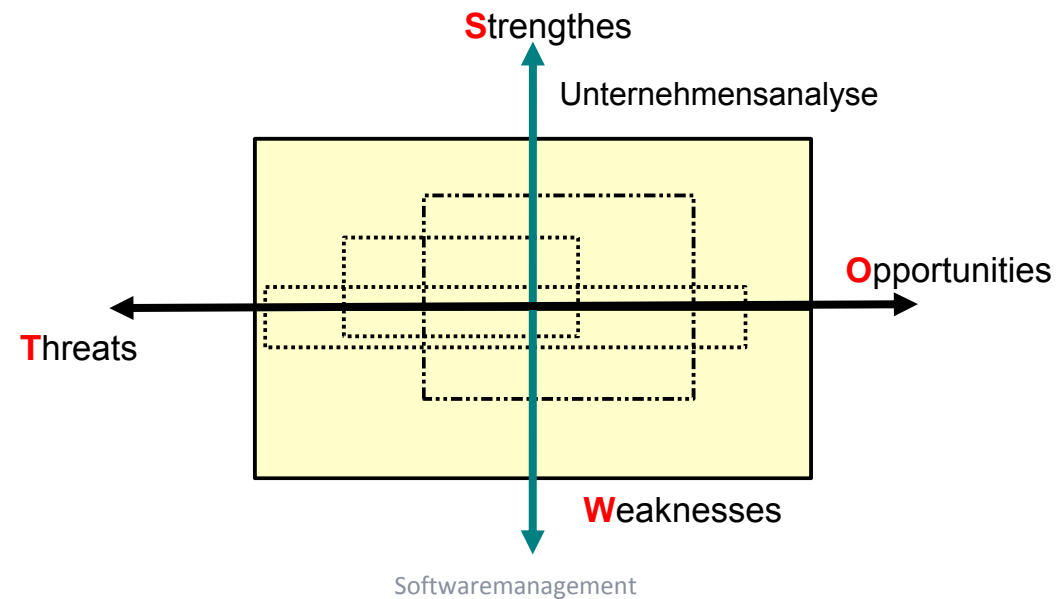 Strengthes
Unternehmensanalyse
Opportunities
Threats
Weaknesses
Softwaremanagement